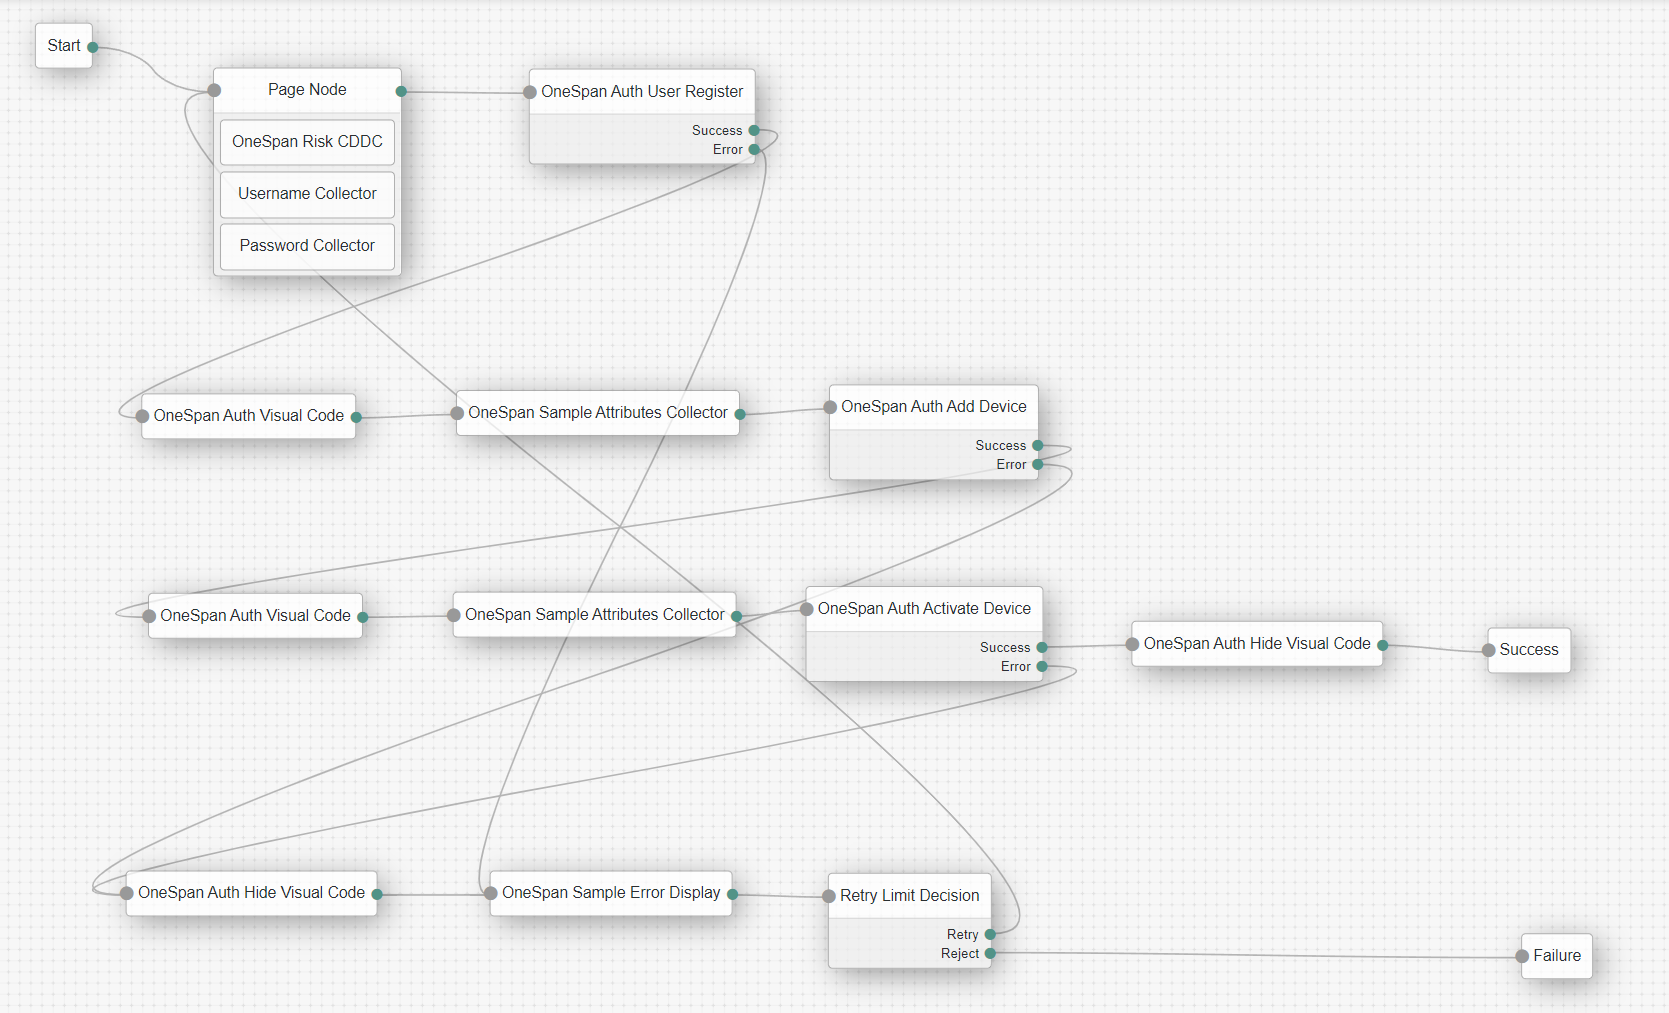 Start
Page Node
OneSpan Risk CDDC
Username Collector
Password Collector
OneSpan Auth User Register
Success
Error
OneSpan Auth Visual Code
OneSpan Sample Attributes Collector
OneSpan Auth Add Device
Success
Error
OneSpan Auth Visual Code
OneSpan Sample Attributes Collector
OneSpan Auth Activate Device
Success
Error
OneSpan Auth Hide Visual Code
Success
OneSpan Auth Hide Visual Code
OneSpan Sample Error Display
Retry Limit Decision
Retry
Reject
Failure